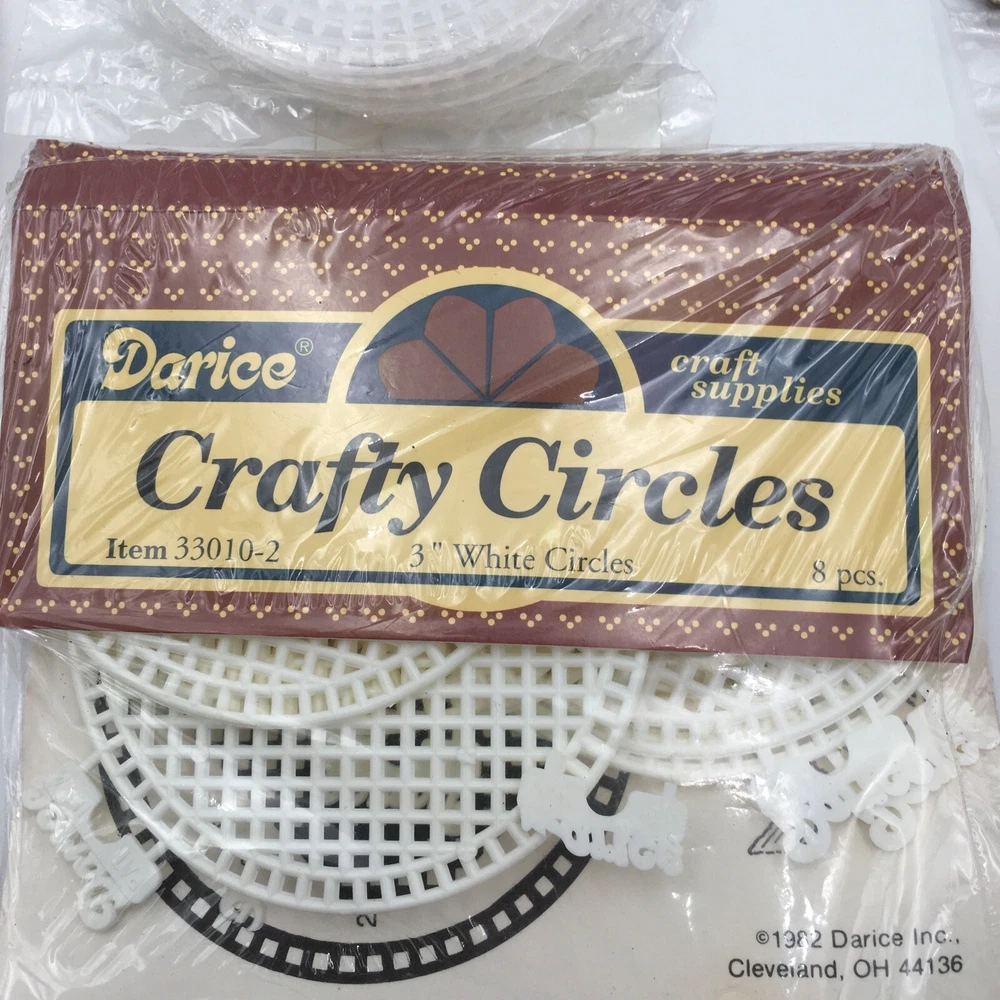 Darice®
craft
supplies
Crafty Circles
Item 33010-2 3" White Circles 8 pcs.
2
©1982 Darice Inc.,
Cleveland, OH 44136